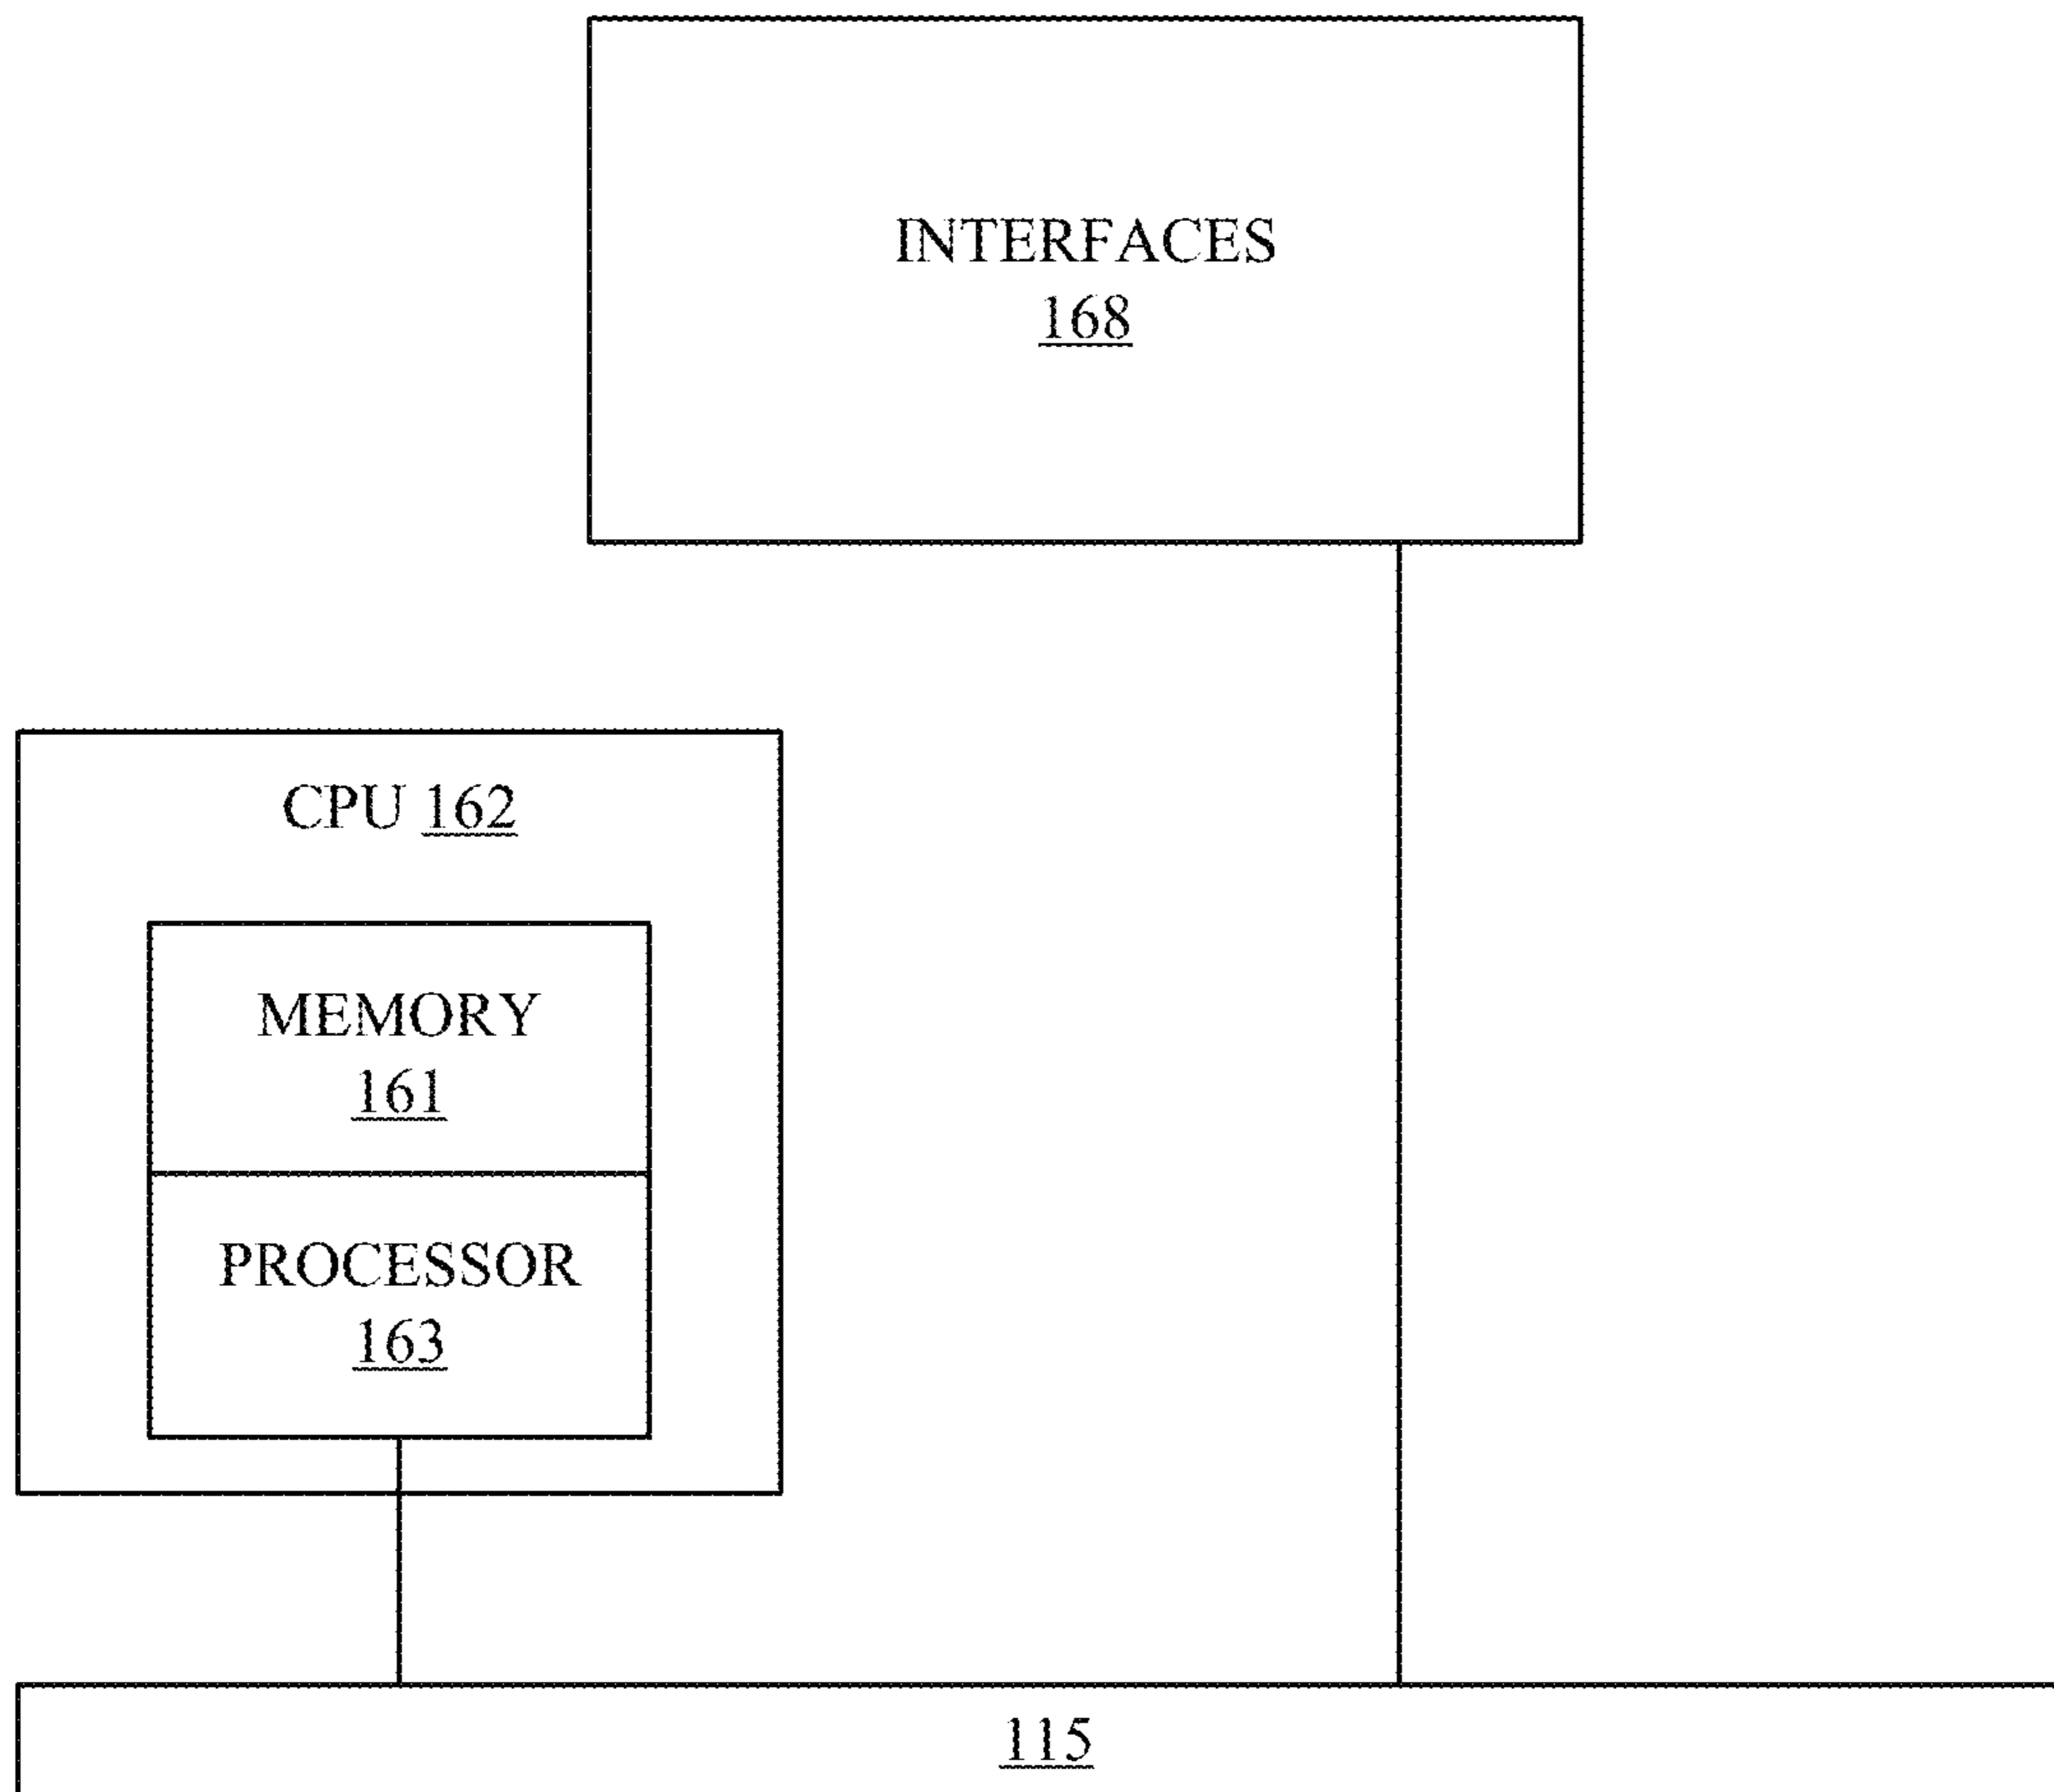 INTERFACES
168
CPU 162
MEMORY
161
PROCESSOR
163
115